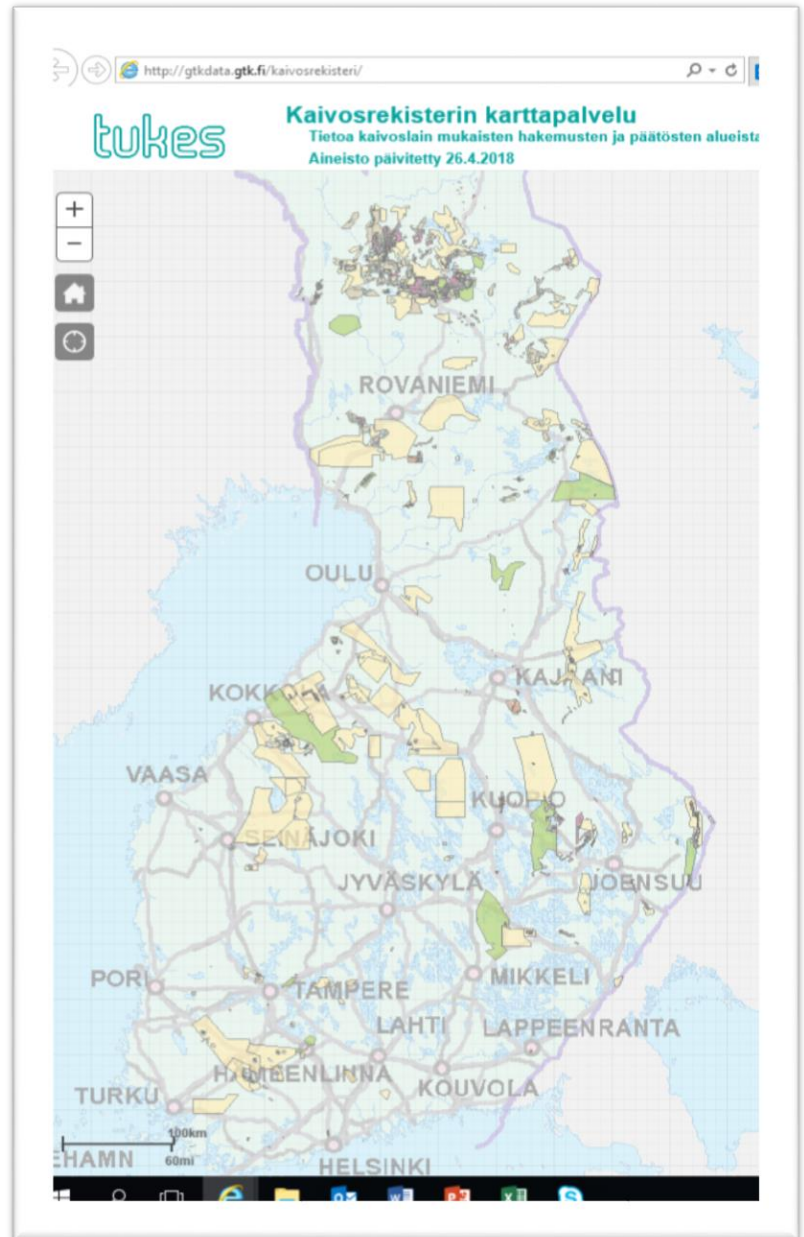 http://gtkdata.gtk.fi/kaivosrekisteri/
tukes
Kaivosrekisterin karttapalvelu
Tietoa kaivoslain mukaisten hakemusten ja päätösten alueista
Aineisto päivitetty 26.4.2018
+
−
ROVANIEMI
OULU
KAJAANI
KOKKOLA
VAASA
KUOPIO
SEINÄJOKI
JYVÄSKYLÄ
JOENSUU
PORI
MIKKELI
TAMPERE
LAHTI
LAPPEENRANTA
HÄMEENLINNA
KOUVOLA
TURKU
100km
60mi
EHAMN
HELSINKI